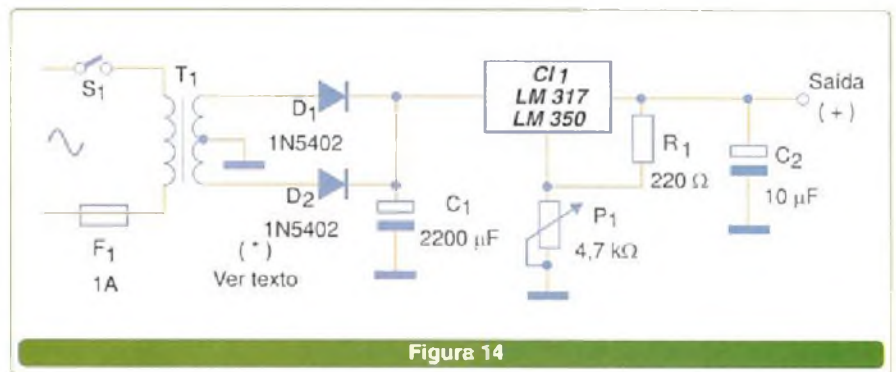 S1
T1
D1
1N5402
D2
1N5402
F1
1A
( * )
Ver texto
C1
2200 µF
CI 1
LM 317
LM 350
R1
220 Ω
P1
4,7 kΩ
C2
10 µF
Saída
( + )
Figura 14